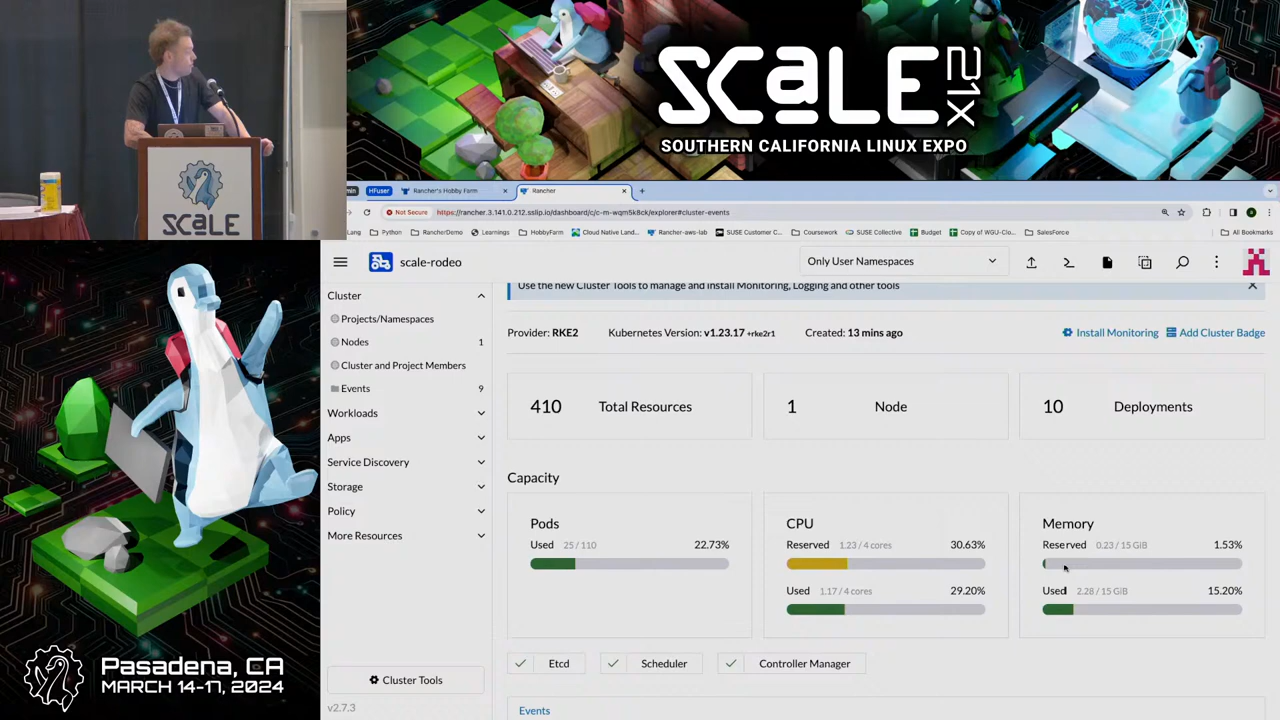 SCALE 21X
SOUTHERN CALIFORNIA LINUX EXPO
SCALE
HFuser
Rancher's Hobby Farm
Rancher
Not Secure
https://rancher.3.141.0.212.sslip.io/dashboard/c/c-m-wqm5k8ck/explorer#cluster-events
Lang
Python
RancherDemo
Learnings
HobbyFarm
Cloud Native Land...
Rancher-aws-lab
SUSE Customer C...
Coursework
SUSE Collective
Budget
Copy of WGU-Clo...
SalesForce
All Bookmarks
scale-rodeo
Only User Namespaces
Cluster
Projects/Namespaces
Nodes 1
Cluster and Project Members
Events 9
Workloads
Apps
Service Discovery
Storage
Policy
More Resources
Cluster Tools
v2.7.3
Use the new Cluster Tools to manage and install Monitoring, Logging and other tools
Provider: RKE2 Kubernetes Version: v1.23.17 +rke2r1 Created: 13 mins ago
Install Monitoring
Add Cluster Badge
410 Total Resources
1 Node
10 Deployments
Capacity
Pods
Used 25 / 110 22.73%
CPU
Reserved 1.23 / 4 cores 30.63%
Used 1.17 / 4 cores 29.20%
Memory
Reserved 0.23 / 15 GiB 1.53%
Used 2.28 / 15 GiB 15.20%
Etcd
Scheduler
Controller Manager
Events
Pasadena, CA
MARCH 14-17, 2024